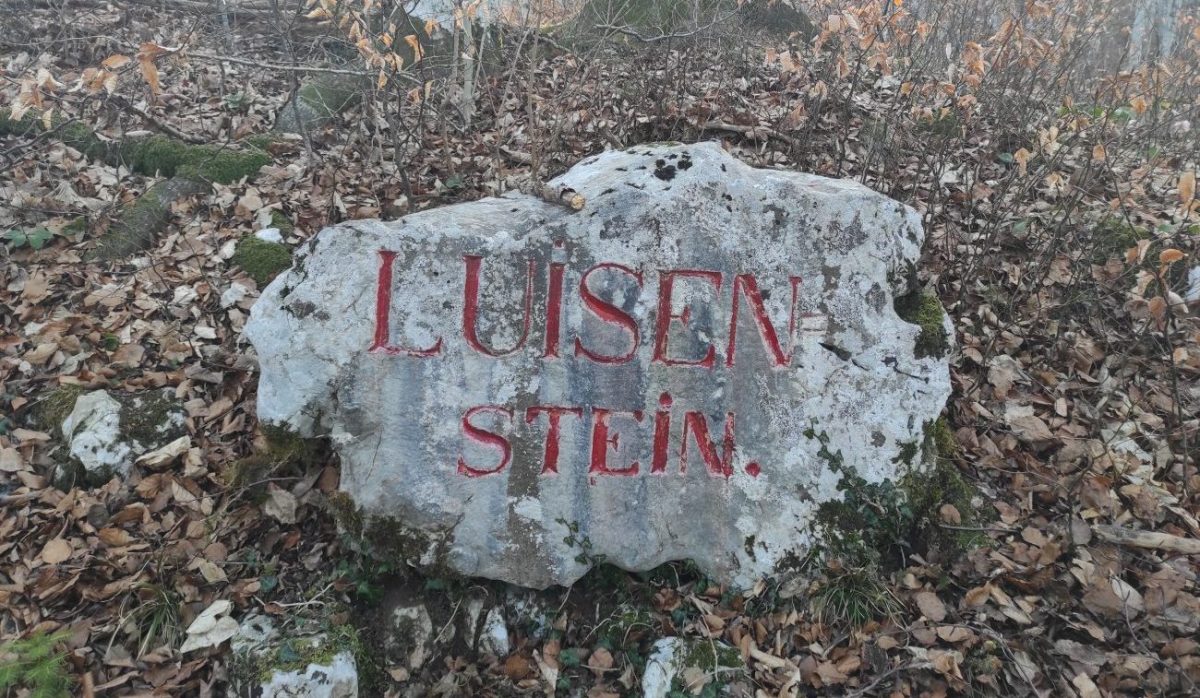 LUiSEN-
STEiN.